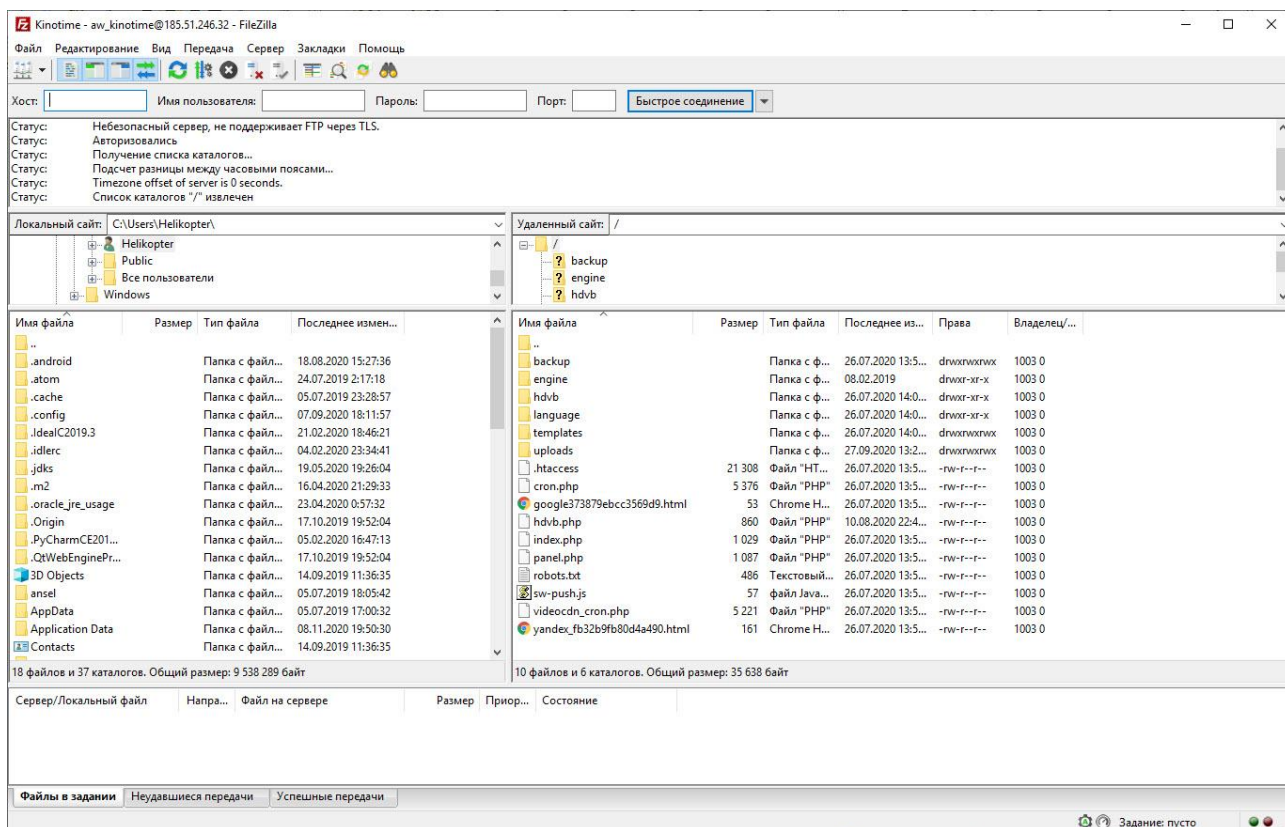 Kinotime - aw_kinotime@185.51.246.32 - FileZilla
Файл Редактирование Вид Передача Сервер Закладки Помощь
Хост: Имя пользователя: Пароль: Порт: Быстрое соединение
Статус: Небезопасный сервер, не поддерживает FTP через TLS.
Статус: Авторизовались
Статус: Получение списка каталогов...
Статус: Подсчет разницы между часовыми поясами...
Статус: Timezone offset of server is 0 seconds.
Статус: Список каталогов "/" извлечен
Локальный сайт: C:\Users\Helikopter\
Helikopter
Public
Все пользователи
Windows
Удаленный сайт: /
/
backup
engine
hdvb
Имя файла Размер Тип файла Последнее измен...
..
.android Папка с файл... 18.08.2020 15:27:36
.atom Папка с файл... 24.07.2019 2:17:18
.cache Папка с файл... 05.07.2019 23:28:57
.config Папка с файл... 07.09.2020 18:11:57
.IdealC2019.3 Папка с файл... 21.02.2020 18:46:21
.idlerc Папка с файл... 04.02.2020 23:34:41
.jdks Папка с файл... 19.05.2020 19:26:04
.m2 Папка с файл... 16.04.2020 21:29:33
.oracle_jre_usage Папка с файл... 23.04.2020 0:57:32
.Origin Папка с файл... 17.10.2019 19:52:04
.PyCharmCE201... Папка с файл... 05.02.2020 16:47:13
.QtWebEnginePr... Папка с файл... 17.10.2019 19:52:04
3D Objects Папка с файл... 14.09.2019 11:36:35
ansel Папка с файл... 05.07.2019 18:05:42
AppData Папка с файл... 05.07.2019 17:00:32
Application Data Папка с файл... 08.11.2020 19:50:30
Contacts Папка с файл... 14.09.2019 11:36:35
18 файлов и 37 каталогов. Общий размер: 9 538 289 байт
Имя файла Размер Тип файла Последнее из... Права Владелец/...
..
backup Папка с ф... 26.07.2020 13:5... drwxrwxrwx 1003 0
engine Папка с ф... 08.02.2019 drwxr-xr-x 1003 0
hdvb Папка с ф... 26.07.2020 14:0... drwxr-xr-x 1003 0
language Папка с ф... 26.07.2020 14:0... drwxr-xr-x 1003 0
templates Папка с ф... 26.07.2020 14:0... drwxrwxrwx 1003 0
uploads Папка с ф... 27.09.2020 13:2... drwxrwxrwx 1003 0
.htaccess 21 308 Файл "HT... 26.07.2020 13:5... -rw-r--r-- 1003 0
cron.php 5 376 Файл "PHP" 26.07.2020 13:5... -rw-r--r-- 1003 0
google373879ebcc3569d9.html 53 Chrome H... 26.07.2020 13:5... -rw-r--r-- 1003 0
hdvb.php 860 Файл "PHP" 10.08.2020 22:4... -rw-r--r-- 1003 0
index.php 1 029 Файл "PHP" 26.07.2020 13:5... -rw-r--r-- 1003 0
panel.php 1 087 Файл "PHP" 26.07.2020 13:5... -rw-r--r-- 1003 0
robots.txt 486 Текстовый... 26.07.2020 13:5... -rw-r--r-- 1003 0
sw-push.js 57 файл Java... 26.07.2020 13:5... -rw-r--r-- 1003 0
videocdn_cron.php 5 221 Файл "PHP" 26.07.2020 13:5... -rw-r--r-- 1003 0
yandex_fb32b9fb80d4a490.html 161 Chrome H... 26.07.2020 13:5... -rw-r--r-- 1003 0
10 файлов и 6 каталогов. Общий размер: 35 638 байт
Сервер/Локальный файл Напра... Файл на сервере Размер Приор... Состояние
Файлы в задании Неудавшиеся передачи Успешные передачи
Задание: пусто